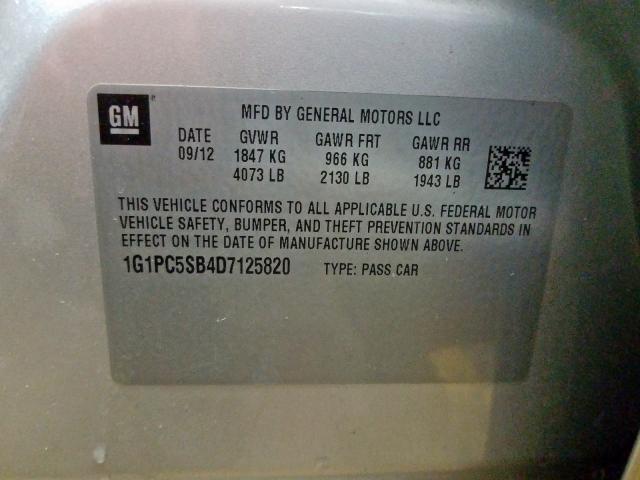 GM
MFD BY GENERAL MOTORS LLC
DATE GVWR GAWR FRT GAWR RR
09/12 1847 KG 966 KG 881 KG
4073 LB 2130 LB 1943 LB
THIS VEHICLE CONFORMS TO ALL APPLICABLE U.S. FEDERAL MOTOR
VEHICLE SAFETY, BUMPER, AND THEFT PREVENTION STANDARDS IN
EFFECT ON THE DATE OF MANUFACTURE SHOWN ABOVE.
1G1PC5SB4D7125820 TYPE: PASS CAR